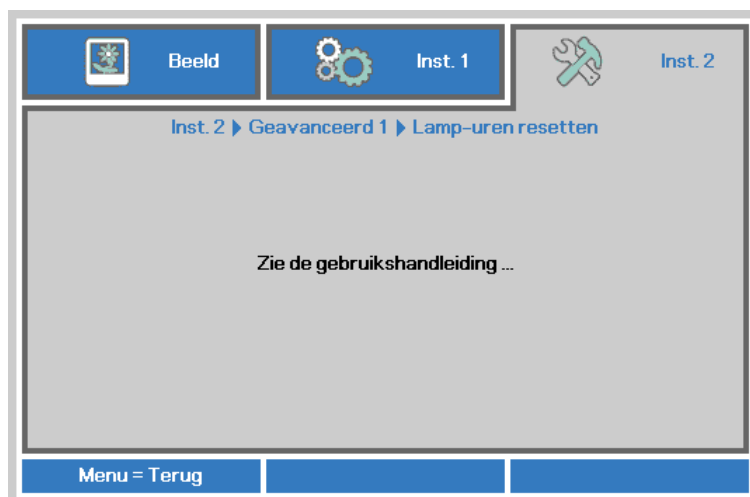 Beeld
Inst. 1
Inst. 2
Inst. 2 ▶ Geavanceerd 1 ▶ Lamp-uren resetten
Zie de gebruikshandleiding ...
Menu = Terug